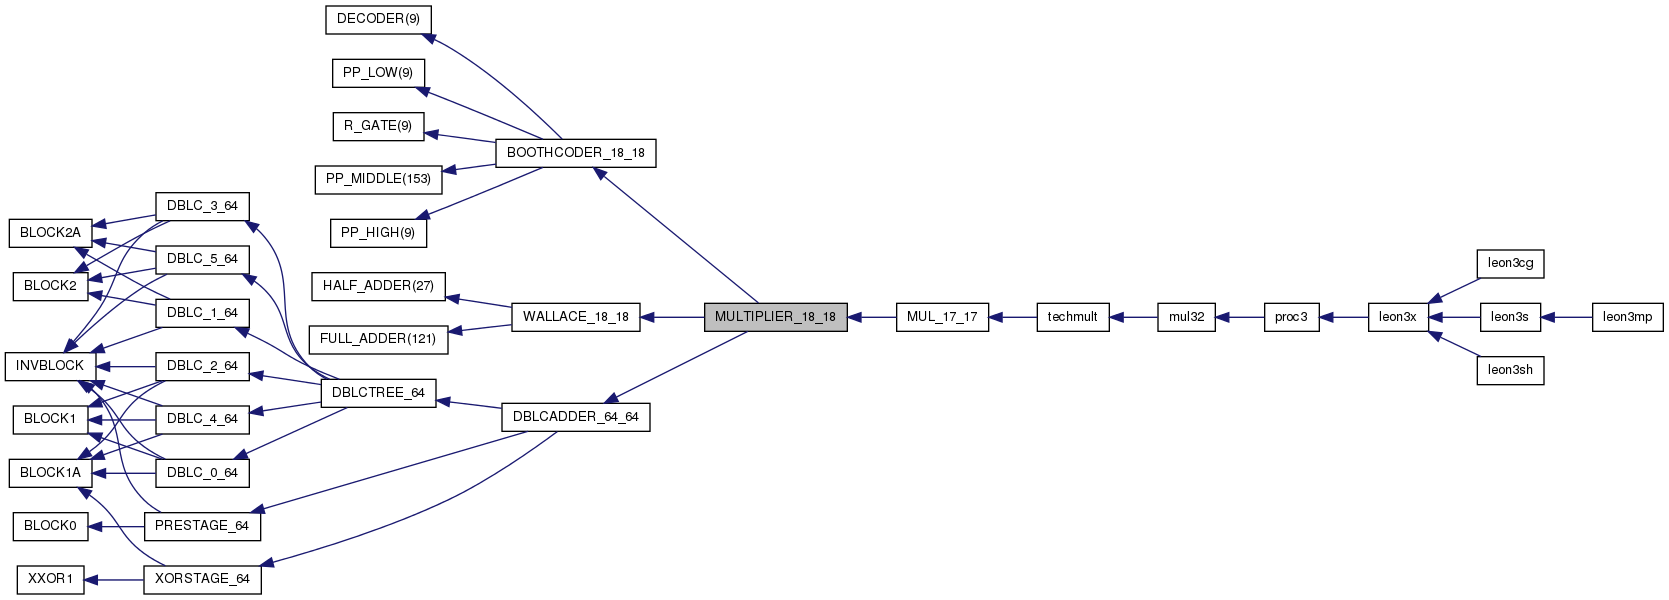 DECODER(9)
PP_LOW(9)
R_GATE(9)
BOOTHCODER_18_18
PP_MIDDLE(153)
PP_HIGH(9)
DBLC_3_64
BLOCK2A
DBLC_5_64
BLOCK2
DBLC_1_64
INVBLOCK
DBLC_2_64
BLOCK1
DBLC_4_64
BLOCK1A
DBLC_0_64
BLOCK0
PRESTAGE_64
XXOR1
XORSTAGE_64
HALF_ADDER(27)
FULL_ADDER(121)
WALLACE_18_18
DBLCTREE_64
DBLCADDER_64_64
MULTIPLIER_18_18
MUL_17_17
techmult
mul32
proc3
leon3x
leon3cg
leon3s
leon3mp
leon3sh